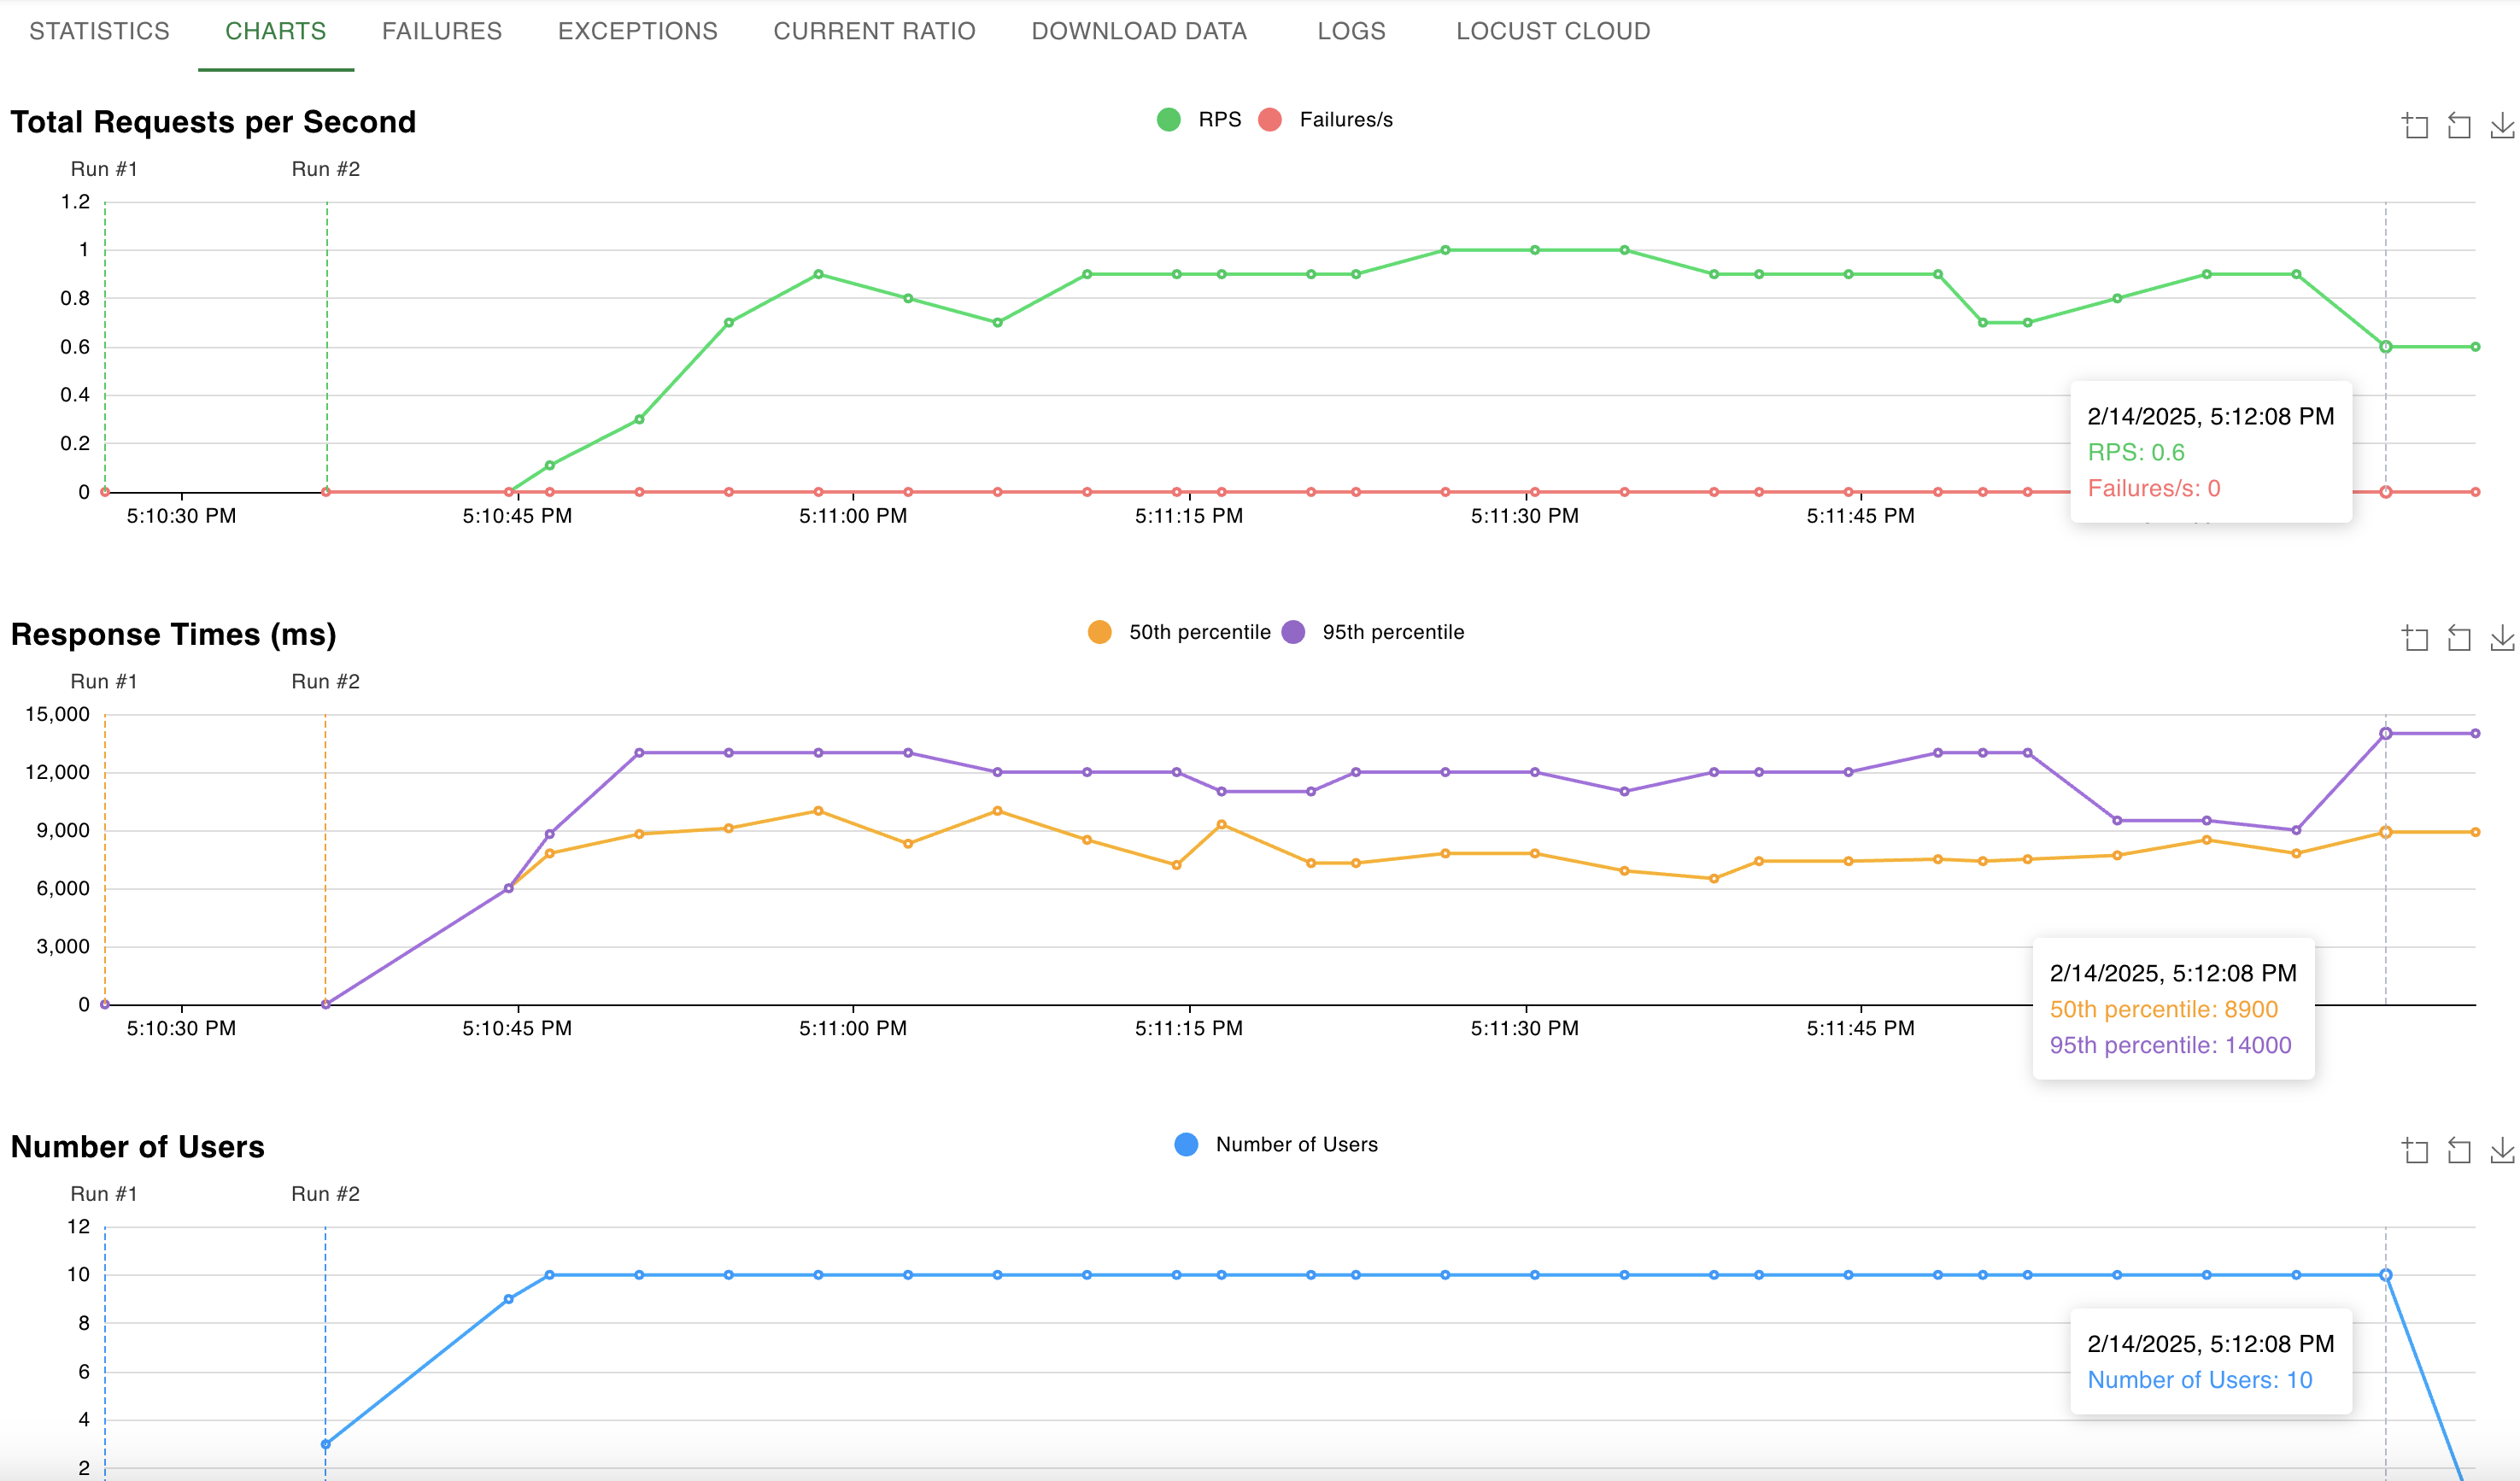 STATISTICS CHARTS FAILURES EXCEPTIONS CURRENT RATIO DOWNLOAD DATA LOGS LOCUST CLOUD
Total Requests per Second
RPS Failures/s
Run #1 Run #2
1.2
1
0.8
0.6
0.4
0.2
0
2/14/2025, 5:12:08 PM
RPS: 0.6
Failures/s: 0
5:10:30 PM 5:10:45 PM 5:11:00 PM 5:11:15 PM 5:11:30 PM 5:11:45 PM
Response Times (ms)
50th percentile 95th percentile
Run #1 Run #2
15,000
12,000
9,000
6,000
3,000
0
2/14/2025, 5:12:08 PM
50th percentile: 8900
95th percentile: 14000
5:10:30 PM 5:10:45 PM 5:11:00 PM 5:11:15 PM 5:11:30 PM 5:11:45 PM
Number of Users
Number of Users
Run #1 Run #2
12
10
8
6
4
2
2/14/2025, 5:12:08 PM
Number of Users: 10